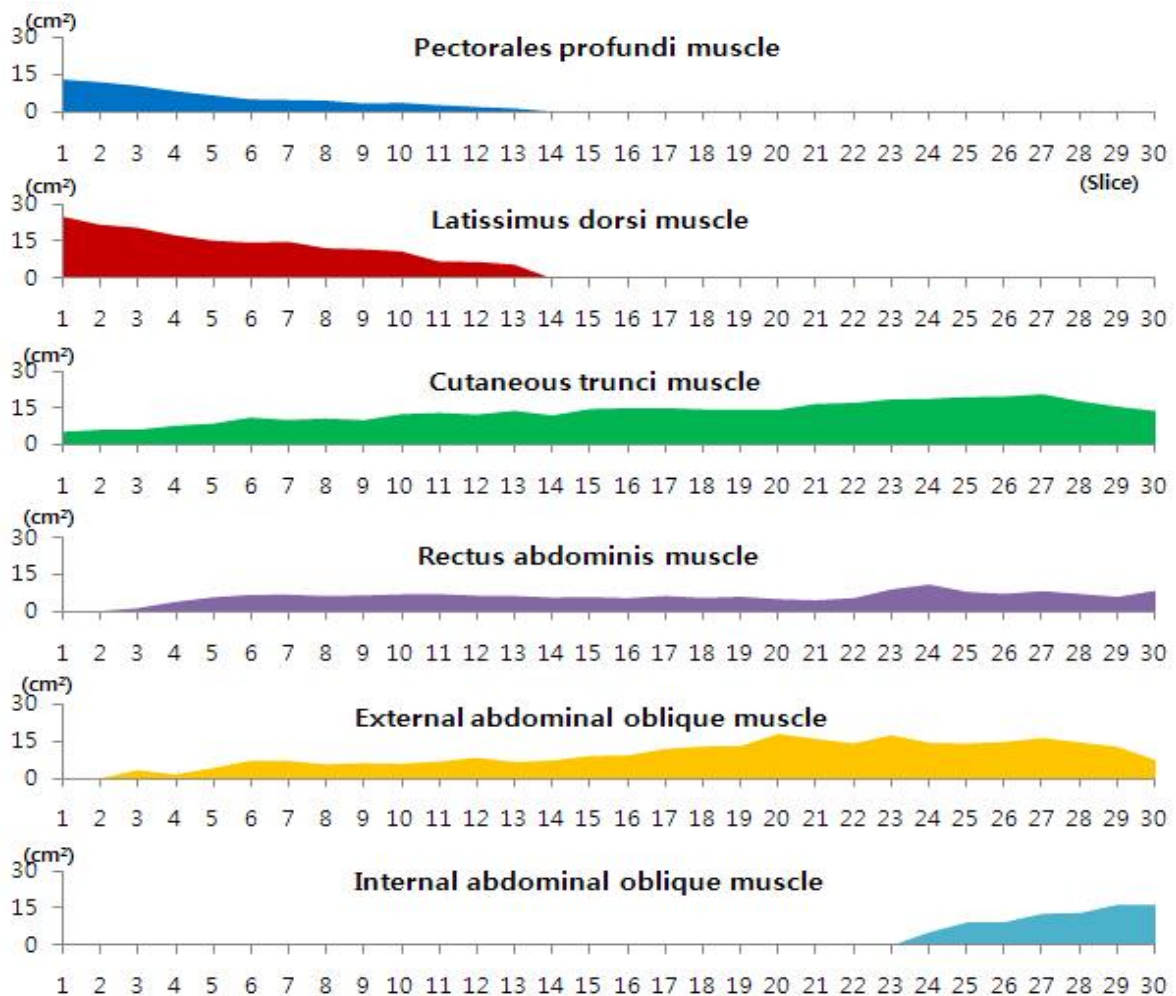 (cm²)
30
Pectorales profundi muscle
15
0
1 2 3 4 5 6 7 8 9 10 11 12 13 14 15 16 17 18 19 20 21 22 23 24 25 26 27 28 29 30
(cm²) (Slice)
30
Latissimus dorsi muscle
15
0
1 2 3 4 5 6 7 8 9 10 11 12 13 14 15 16 17 18 19 20 21 22 23 24 25 26 27 28 29 30
(cm²)
30
Cutaneous trunci muscle
15
0
1 2 3 4 5 6 7 8 9 10 11 12 13 14 15 16 17 18 19 20 21 22 23 24 25 26 27 28 29 30
(cm²)
30
Rectus abdominis muscle
15
0
1 2 3 4 5 6 7 8 9 10 11 12 13 14 15 16 17 18 19 20 21 22 23 24 25 26 27 28 29 30
(cm²)
30
External abdominal oblique muscle
15
0
1 2 3 4 5 6 7 8 9 10 11 12 13 14 15 16 17 18 19 20 21 22 23 24 25 26 27 28 29 30
(cm²)
30
Internal abdominal oblique muscle
15
0
1 2 3 4 5 6 7 8 9 10 11 12 13 14 15 16 17 18 19 20 21 22 23 24 25 26 27 28 29 30